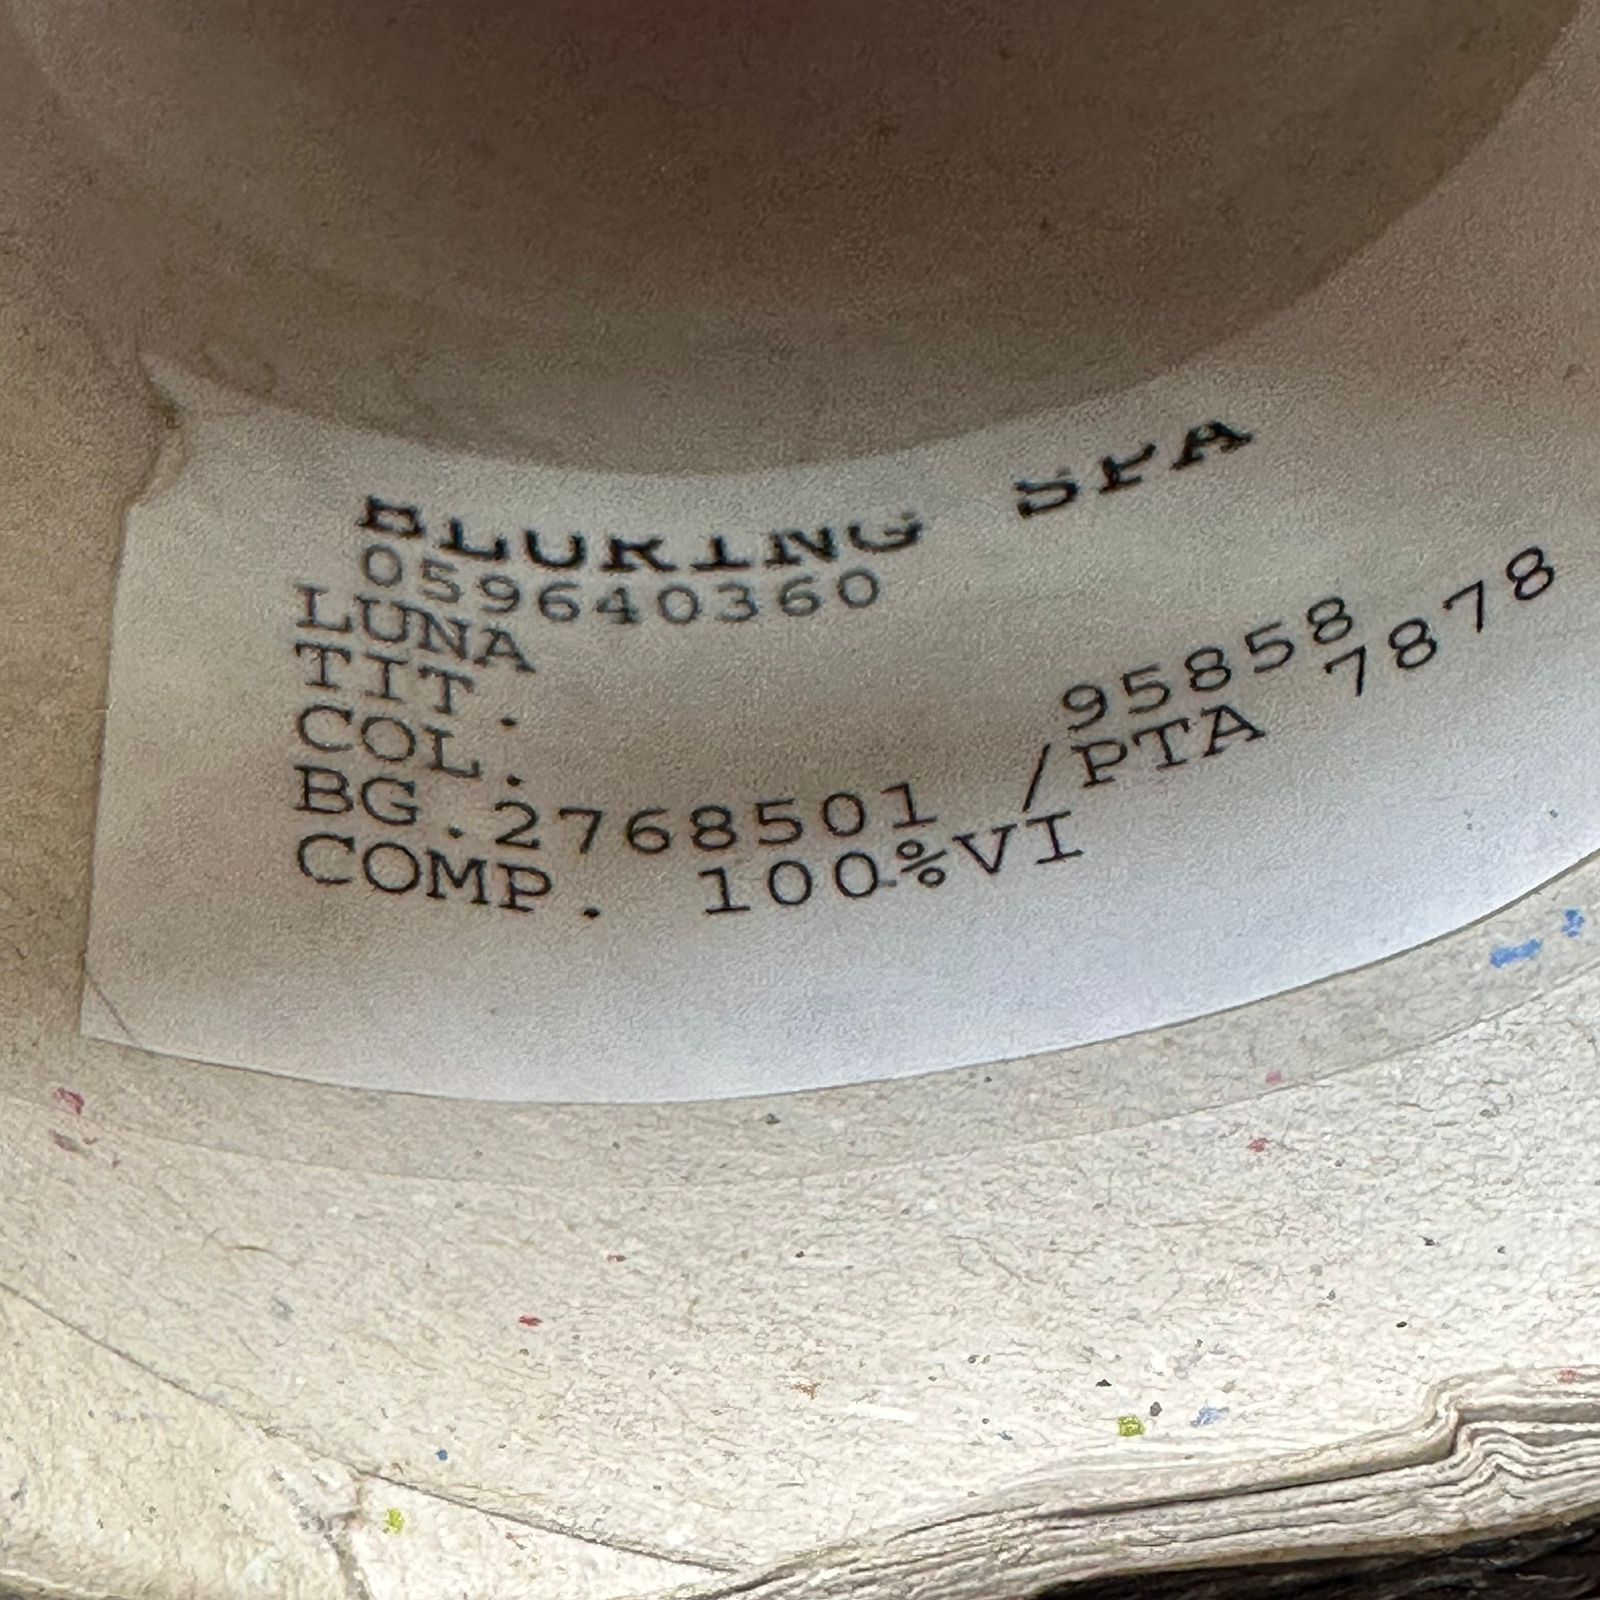 SPA
059640360
LUNA
TIT.
COL. 95858
BG.2768501 /PTA 7878
COMP. 100%VI